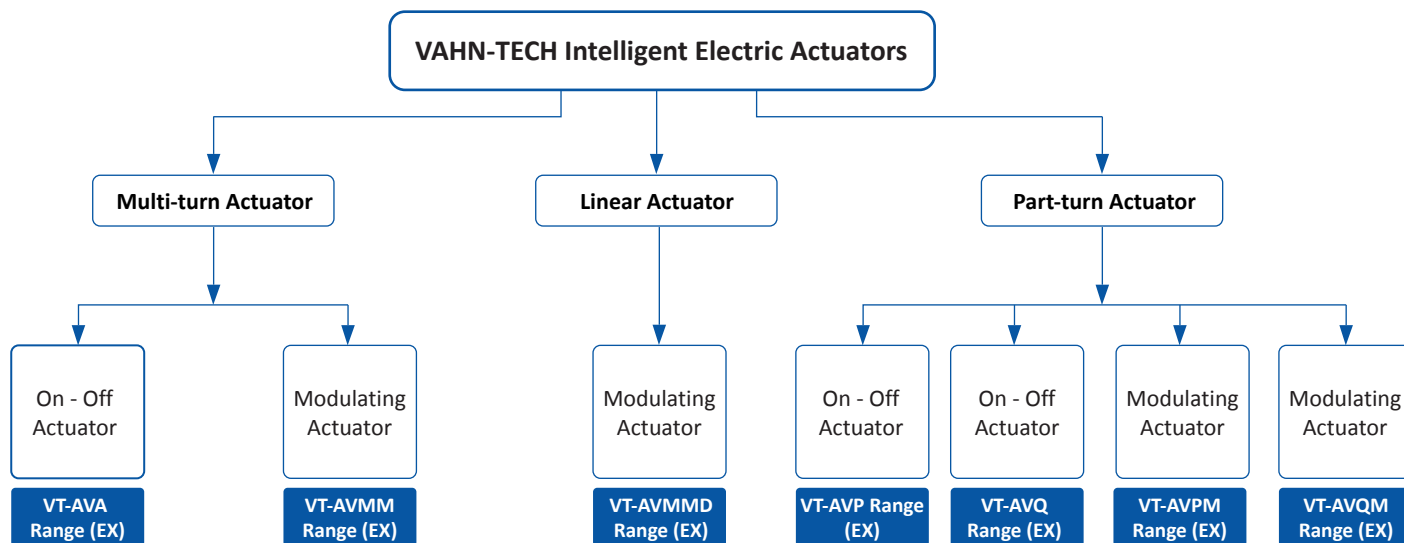 VAHN-TECH Intelligent Electric Actuators
Multi-turn Actuator
Linear Actuator
Part-turn Actuator
On - Off
Actuator
Modulating
Actuator
Modulating
Actuator
On - Off
Actuator
On - Off
Actuator
Modulating
Actuator
Modulating
Actuator
VT-AVA
Range (EX)
VT-AVMM
Range (EX)
VT-AVMMD
Range (EX)
VT-AVP Range
(EX)
VT-AVQ
Range (EX)
VT-AVPM
Range (EX)
VT-AVQM
Range (EX)